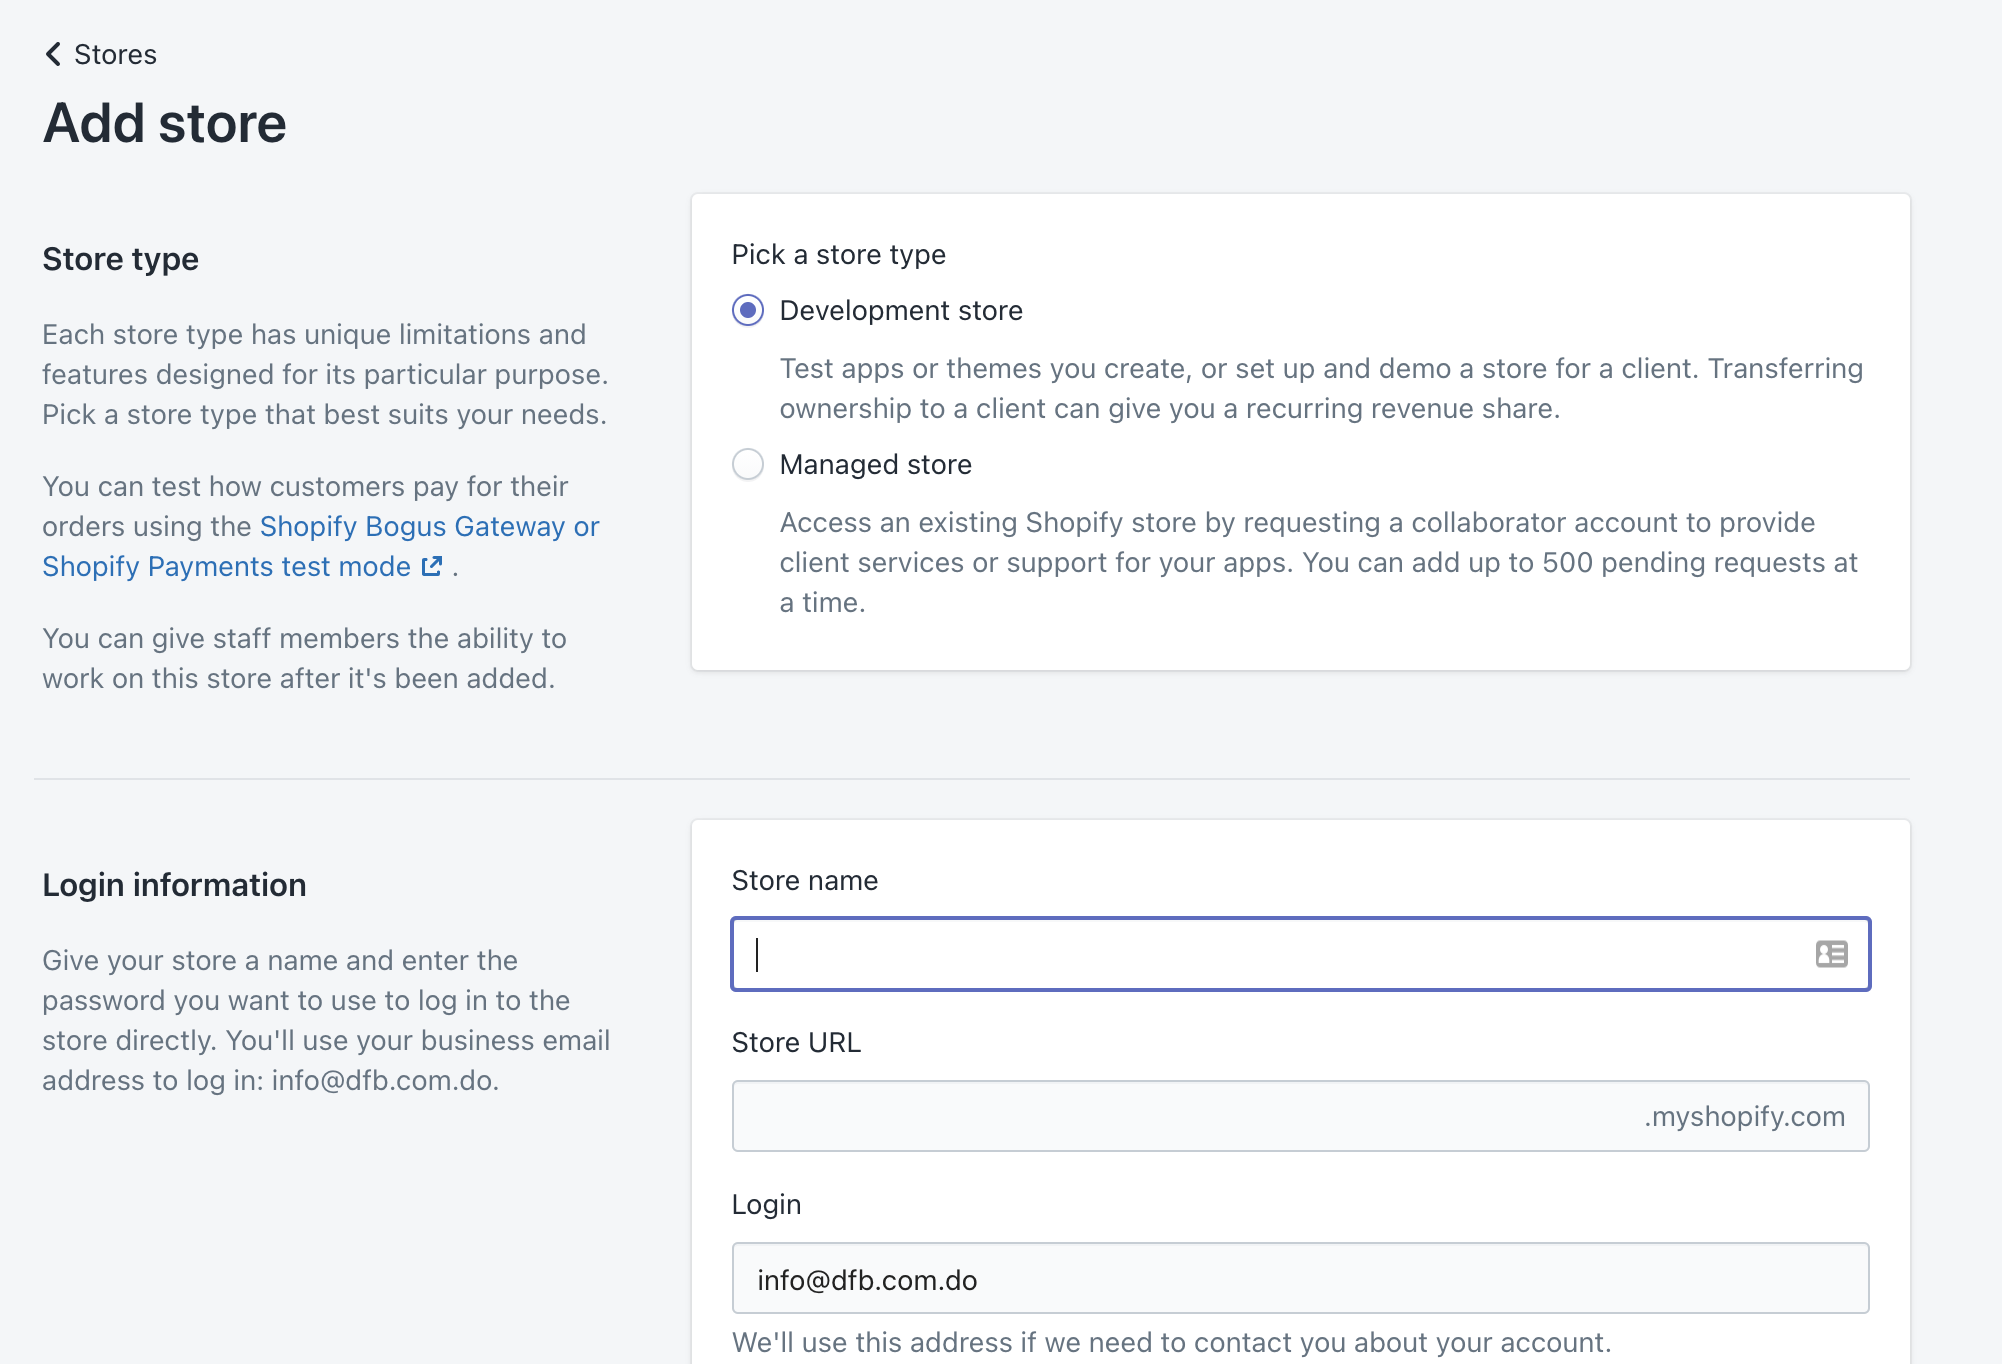 Stores
Add store
Store type
Each store type has unique limitations and
features designed for its particular purpose.
Pick a store type that best suits your needs.
You can test how customers pay for their
orders using the Shopify Bogus Gateway or
Shopify Payments test mode .
You can give staff members the ability to
work on this store after it's been added.
Pick a store type
Development store
Test apps or themes you create, or set up and demo a store for a client. Transferring
ownership to a client can give you a recurring revenue share.
Managed store
Access an existing Shopify store by requesting a collaborator account to provide
client services or support for your apps. You can add up to 500 pending requests at
a time.
Login information
Give your store a name and enter the
password you want to use to log in to the
store directly. You'll use your business email
address to log in: info@dfb.com.do.
Store name
Store URL
.myshopify.com
Login
info@dfb.com.do
We'll use this address if we need to contact you about your account.